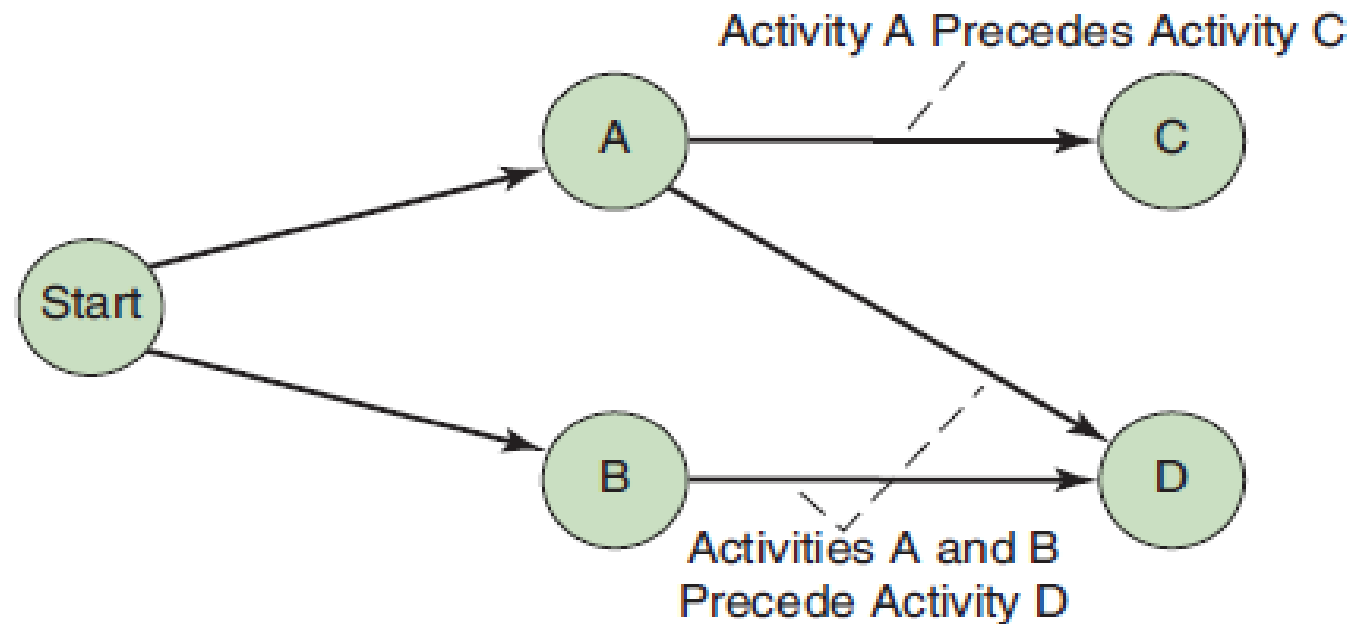 Activity A Precedes Activity C
A
C
Start
B
D
Activities A and B
Precede Activity D